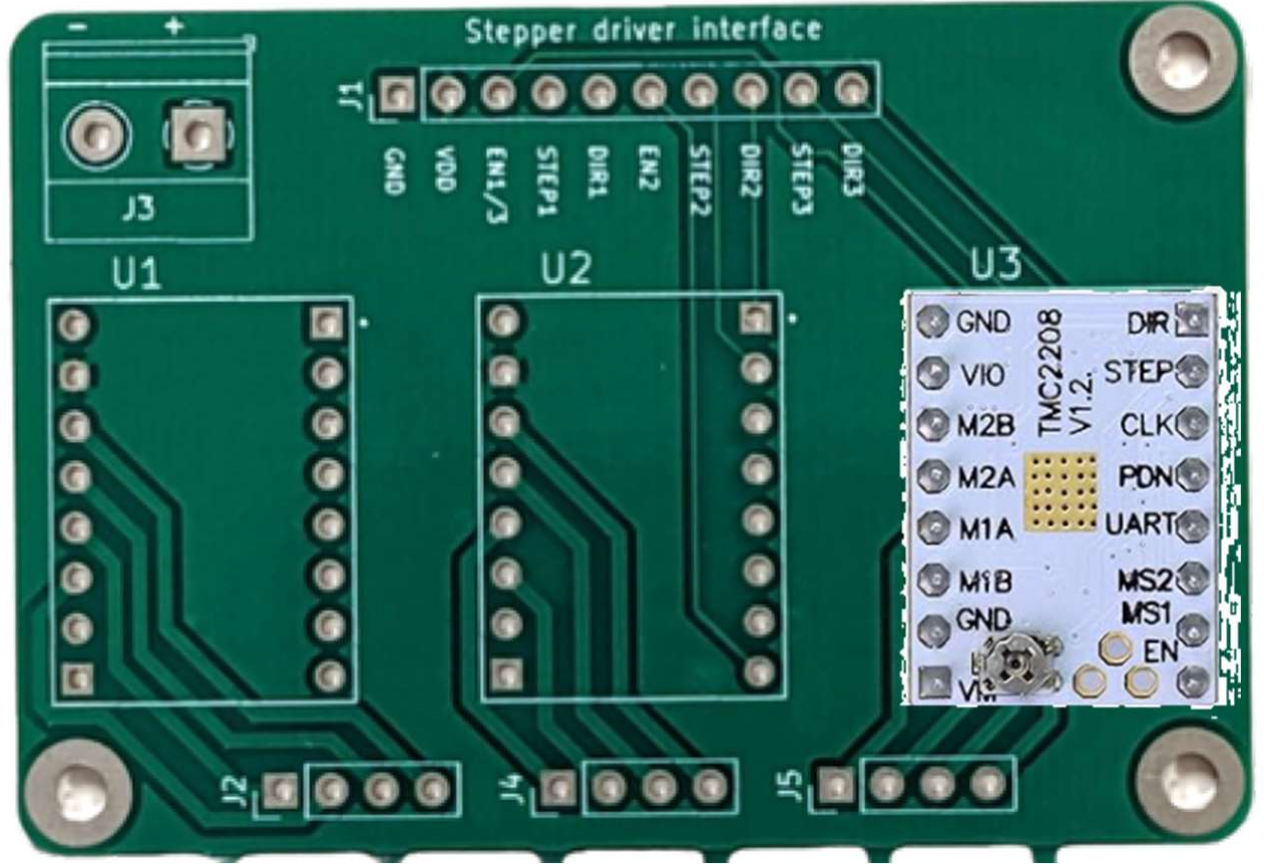 - +
Stepper driver interface
J1
GND
VDD
EN1/3
STEP1
DIR1
EN2
STEP2
DIR2
STEP3
DIR3
J3
U1
U2
U3
GND
VIO
M2B
M2A
M1A
M1B
GND
VM
TMC2208
V1.2.
DIR
STEP
CLK
PDN
UART
MS2
MS1
EN
J2
J4
J5